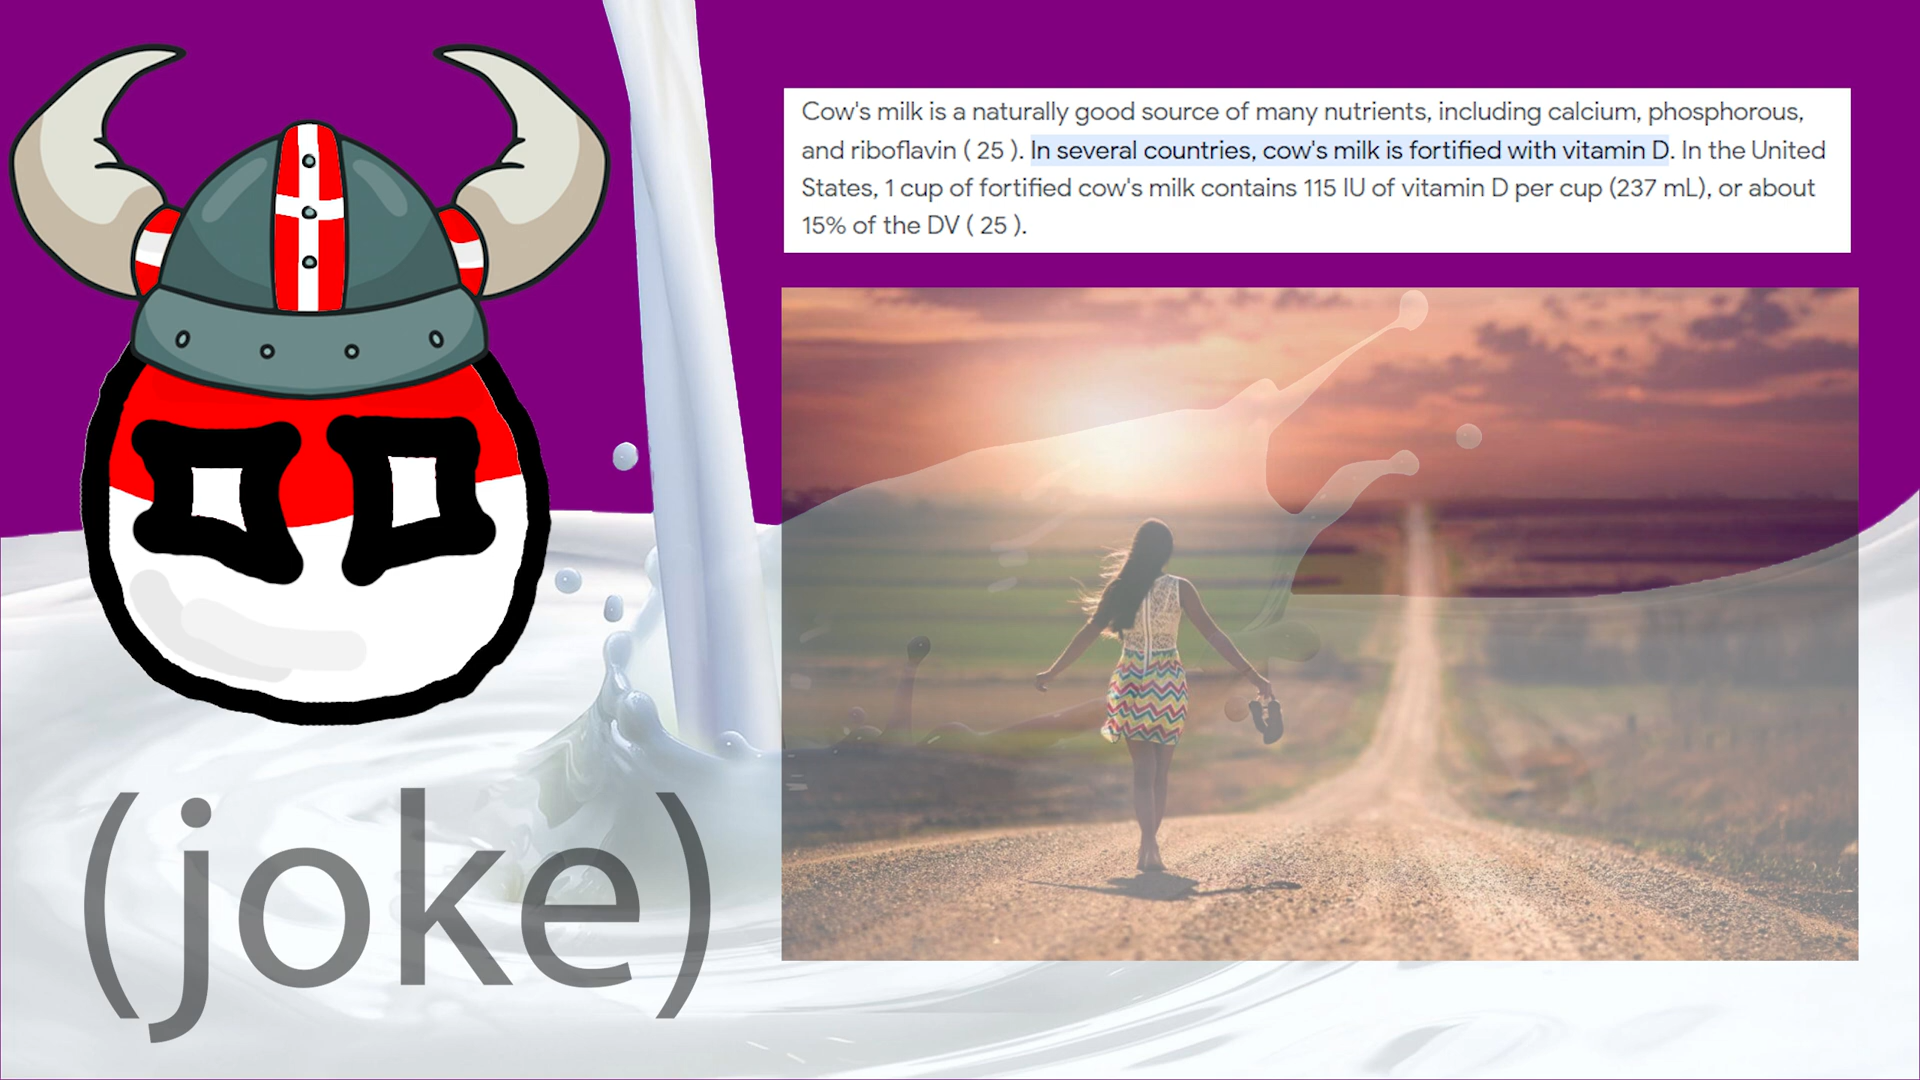 Cow's milk is a naturally good source of many nutrients, including calcium, phosphorous,
and riboflavin ( 25 ). In several countries, cow's milk is fortified with vitamin D. In the United
States, 1 cup of fortified cow's milk contains 115 IU of vitamin D per cup (237 mL), or about
15% of the DV ( 25 ).
(joke)